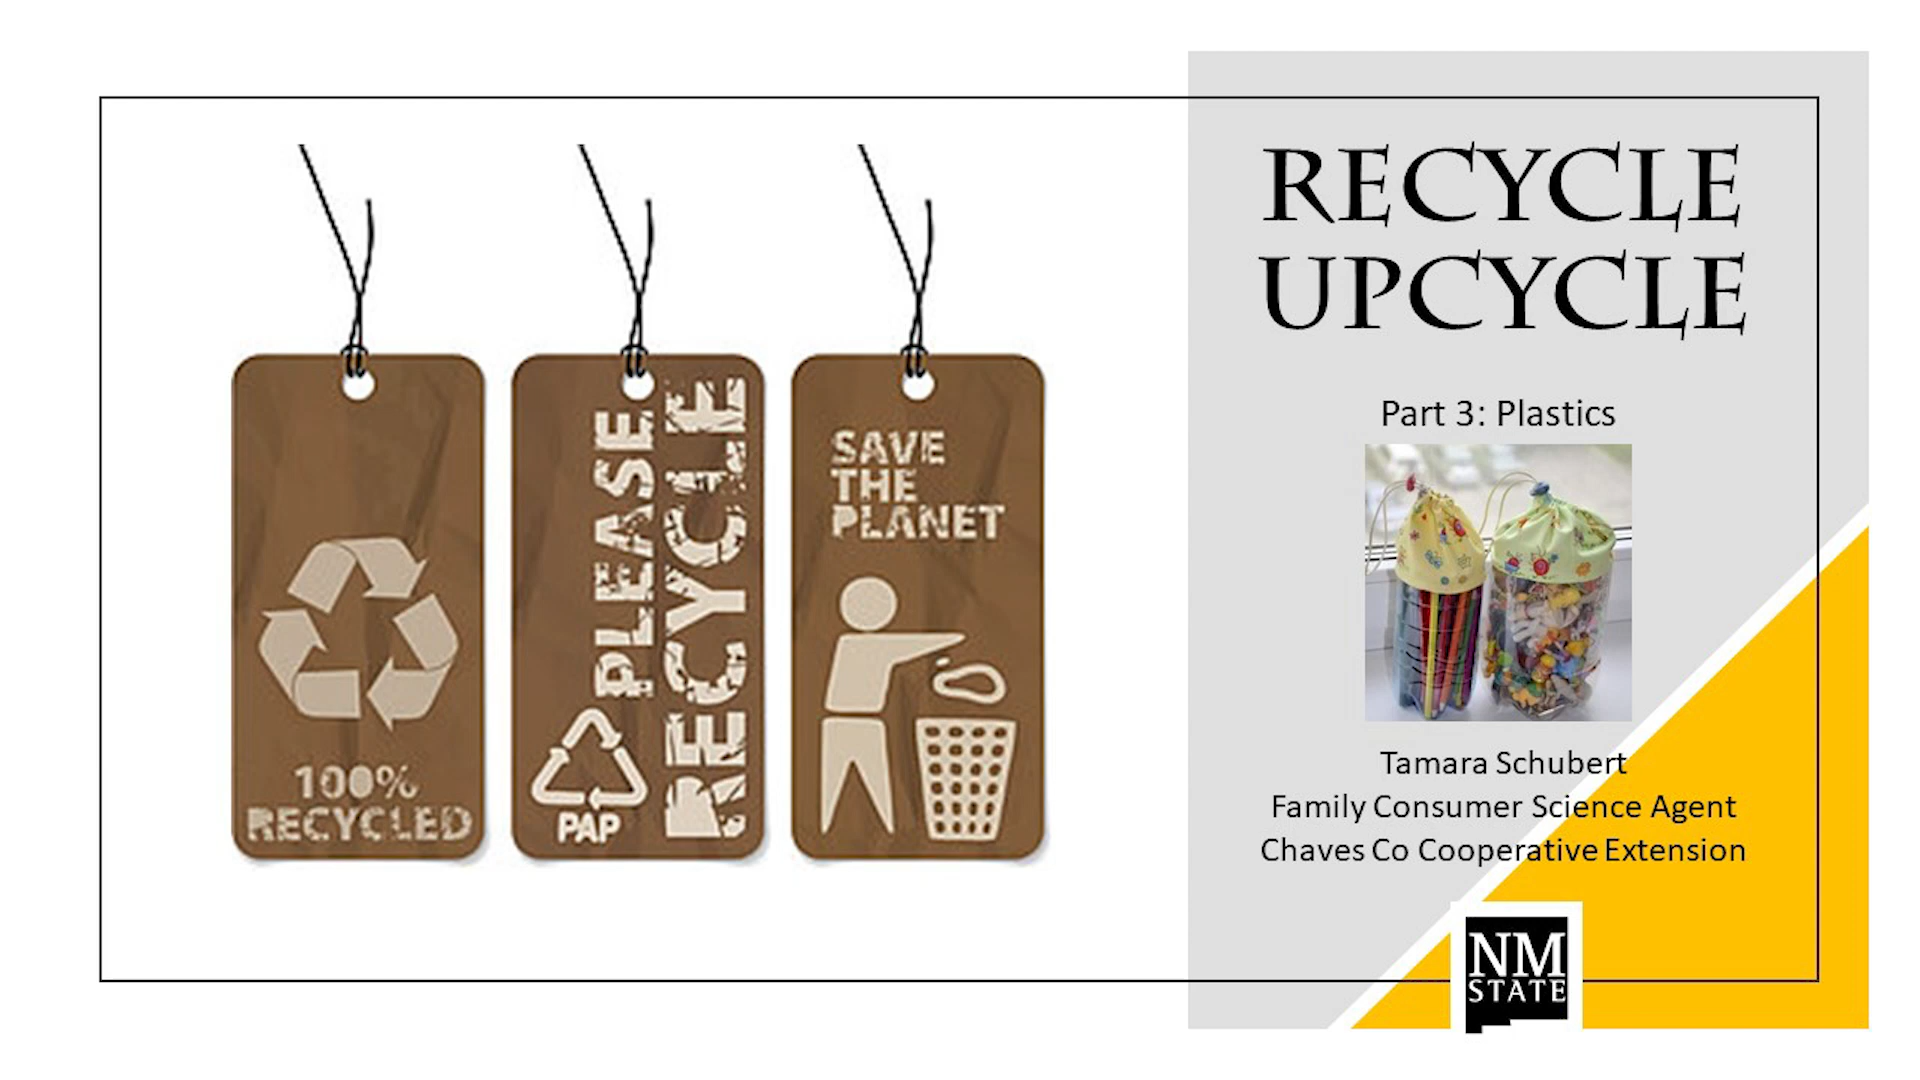 100%
RECYCLED
PLEASE
RECYCLE
PAP
SAVE
THE
PLANET
RECYCLE
UPCYCLE
Part 3: Plastics
Tamara Schubert
Family Consumer Science Agent
Chaves Co Cooperative Extension
NM
STATE